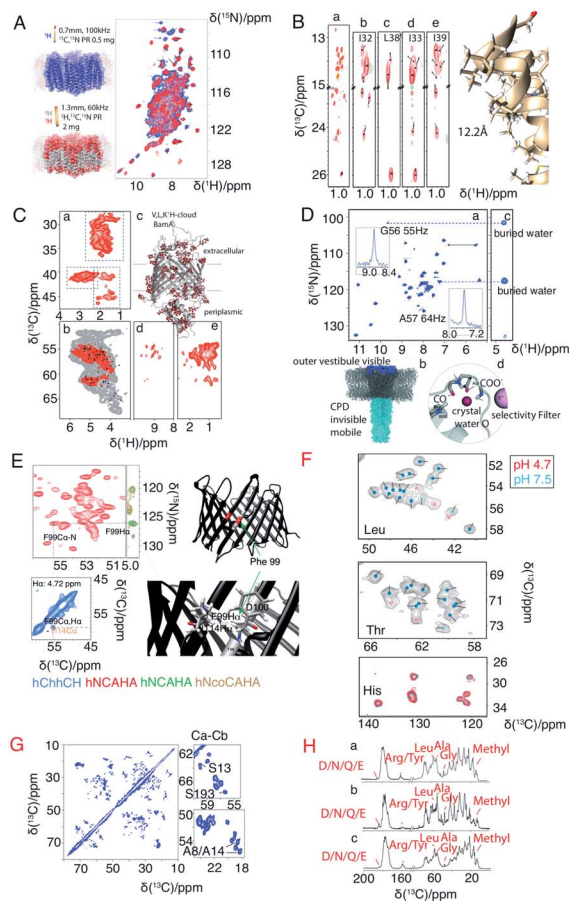 A
¹H
0.7mm, 100kHz
¹³C,¹⁵N PR 0.5 mg
²H
¹H
1.3mm, 60kHz
²H,¹³C,¹⁵N PR
2 mg
δ(¹⁵N)/ppm
110
116
122
128
10
8
δ(¹H)/ppm
B
a
b
c
d
e
I32
L38'
I33
I39
13
15
24
26
δ(¹³C)/ppm
1.0
1.0
1.0
1.0
1.0
δ(¹H)/ppm
12.2Å
C
a
30
35
40
45
4
3
2
1
δ(¹³C)/ppm
c
V,L,K¹H-cloud
BamA
extracellular
periplasmic
b
55
60
65
6
5
4
d
e
2
1
2
1
δ(¹H)/ppm
D
100
110
120
130
δ(¹⁵N)/ppm
a
G56 55Hz
9.0
8.4
A57 64Hz
8.0
7.2
c
buried water
buried water
11
10
9
8
7
6
5
δ(¹H)/ppm
outer vestibule visible
CPD
invisible
mobile
b
d
CO
COO⁻
crystal
water O
selectivity Filter
E
120
125
130
δ(¹⁵N)/ppm
F99Cα-N
F99Hα
55
53
51
5.0
Phe 99
Hα: 4.72 ppm
45
55
F99Cα,Hα
I114Cα
δ(¹³C)/ppm
55
45
δ(¹³C)/ppm
D100
F99Hα
I114Hα
hChhCH hNCAHA hNCAHA hNcoCAHA
F
pH 4.7
pH 7.5
52
54
56
58
Leu
50
46
42
69
71
73
Thr
66
62
58
δ(¹³C)/ppm
28
32
His
140
130
120
δ(¹³C)/ppm
G
10
30
50
70
δ(¹³C)/ppm
70
50
30
10
Ca-Cb
62
66
S13
S193
59
55
50
54
A8/A14
22
18
δ(¹³C)/ppm
H
a
D/N/Q/E
Arg/Tyr
Leu
Ala
Gly
Methyl
b
D/N/Q/E
Arg/Tyr
Leu
Ala
Gly
Methyl
c
D/N/Q/E
Arg/Tyr
Leu
Ala
Gly
Methyl
200
160
60
20
δ(¹³C)/ppm